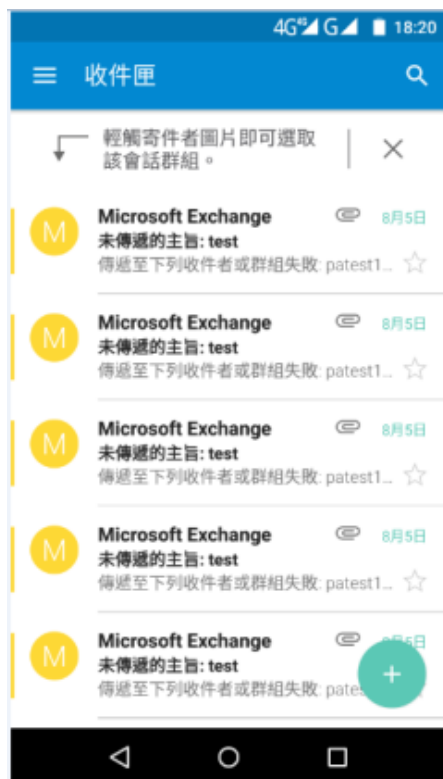 4G 4G G 18:20
收件匣
輕觸寄件者圖片即可選取
該會話群組。
M Microsoft Exchange 8月5日
未傳遞的主旨: test
傳遞至下列收件者或群組失敗: patest1...
M Microsoft Exchange 8月5日
未傳遞的主旨: test
傳遞至下列收件者或群組失敗: patest1...
M Microsoft Exchange 8月5日
未傳遞的主旨: test
傳遞至下列收件者或群組失敗: patest1...
M Microsoft Exchange 8月5日
未傳遞的主旨: test
傳遞至下列收件者或群組失敗: patest1...
M Microsoft Exchange 8月5日
未傳遞的主旨: test
傳遞至下列收件者或群組失敗: pate